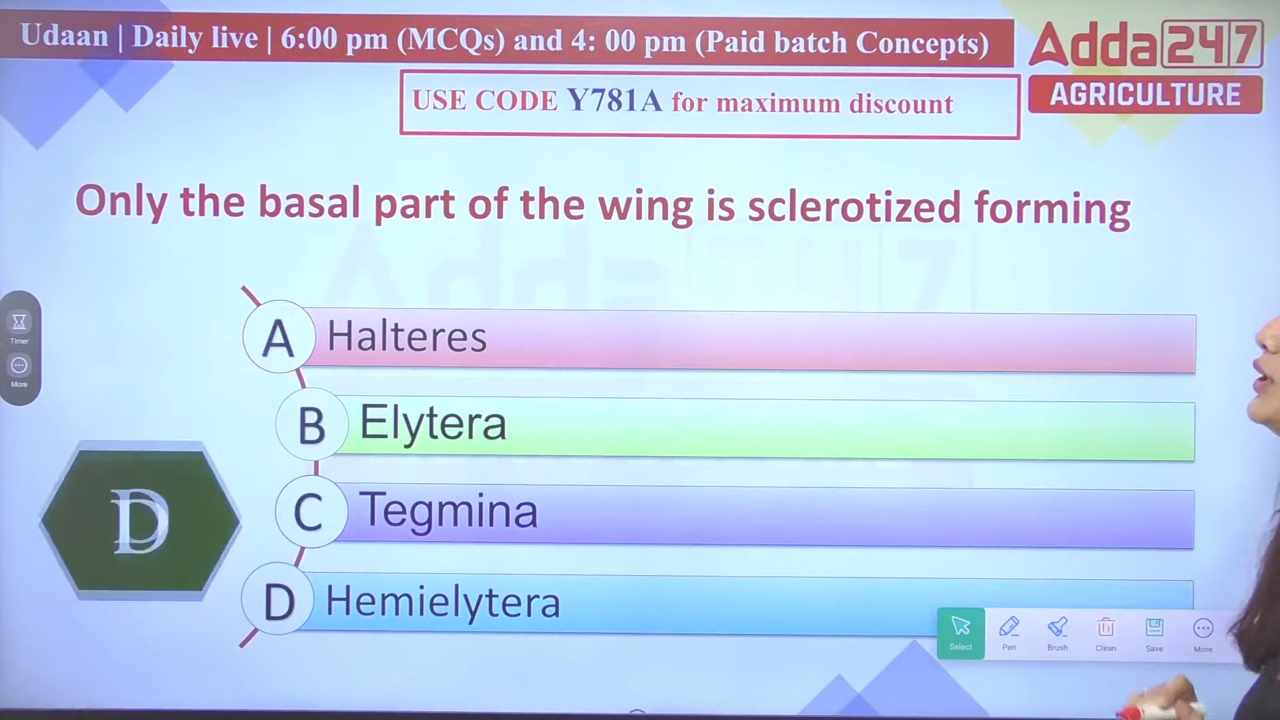 Udaan | Daily live | 6:00 pm (MCQs) and 4: 00 pm (Paid batch Concepts)
Adda247
AGRICULTURE
USE CODE Y781A for maximum discount
Only the basal part of the wing is sclerotized forming
Adda247
A Halteres
B Elytera
C Tegmina
D Hemielytera
D
Timer
More
Select
Pen
Brush
Clean
Save
More